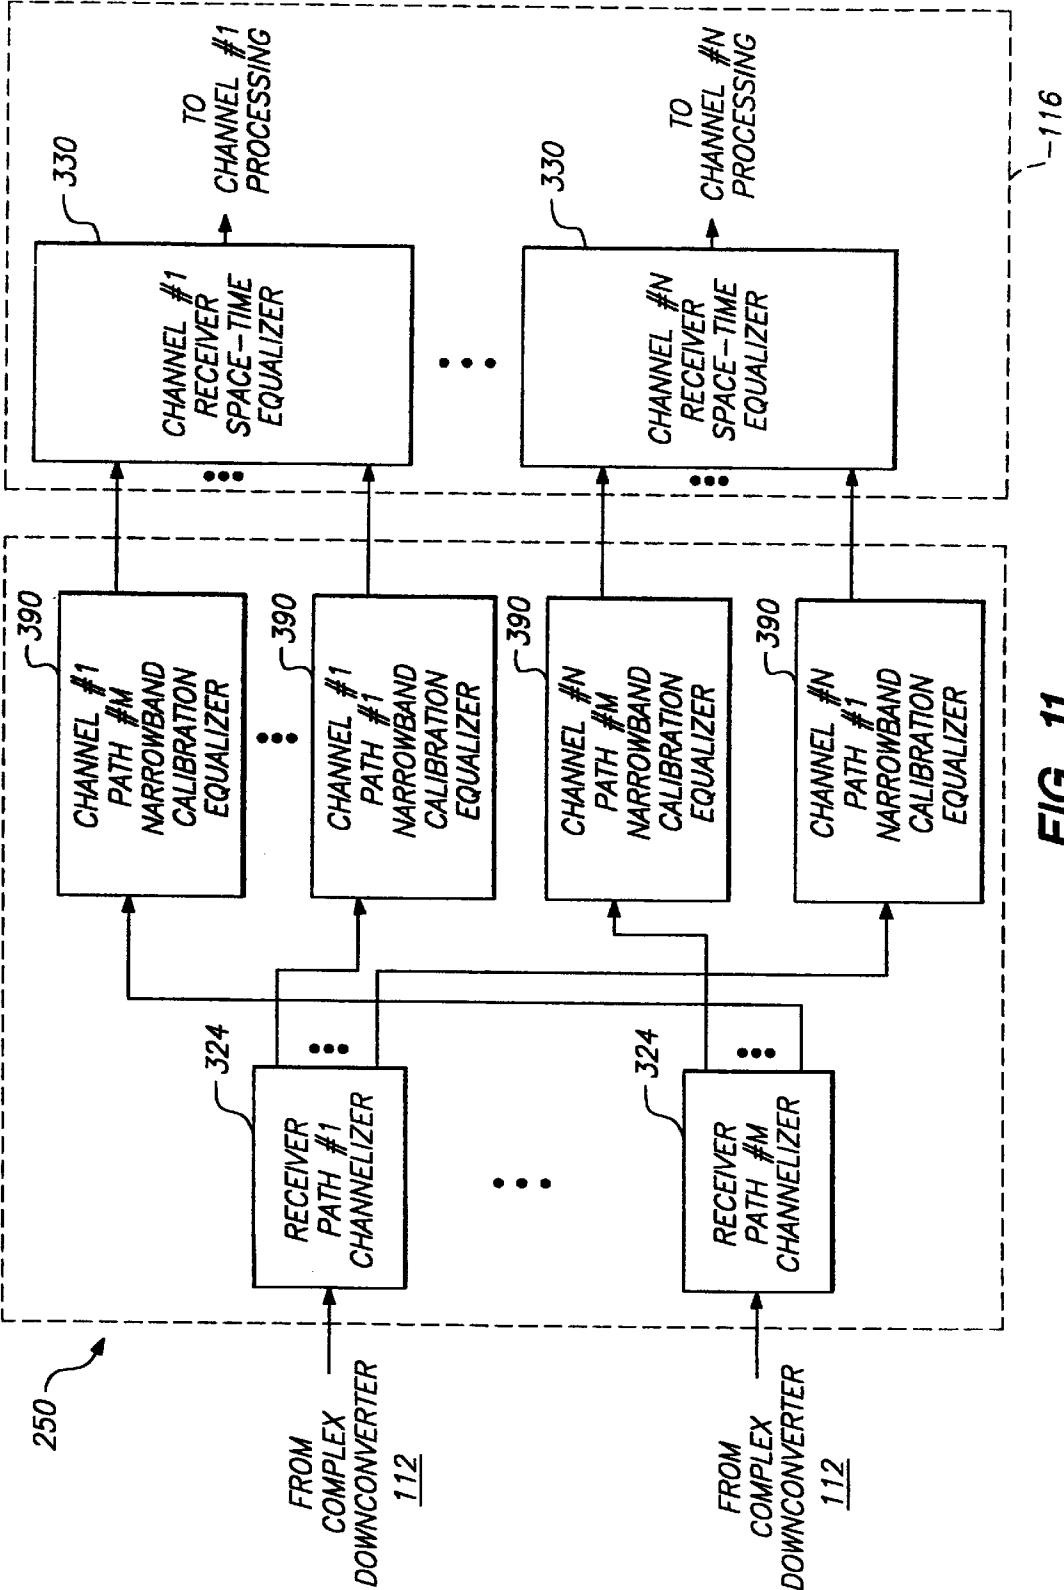 250
FROM
COMPLEX
DOWNCONVERTER
112
FROM
COMPLEX
DOWNCONVERTER
112
324
RECEIVER
PATH #1
CHANNELIZER
324
RECEIVER
PATH #M
CHANNELIZER
390
CHANNEL #1
PATH #M
NARROWBAND
CALIBRATION
EQUALIZER
390
CHANNEL #1
PATH #1
NARROWBAND
CALIBRATION
EQUALIZER
390
CHANNEL #N
PATH #M
NARROWBAND
CALIBRATION
EQUALIZER
390
CHANNEL #N
PATH #1
NARROWBAND
CALIBRATION
EQUALIZER
330
CHANNEL #1
RECEIVER
SPACE-TIME
EQUALIZER
330
CHANNEL #N
RECEIVER
SPACE-TIME
EQUALIZER
TO
CHANNEL #1
PROCESSING
TO
CHANNEL #N
PROCESSING
116
FIG. 11